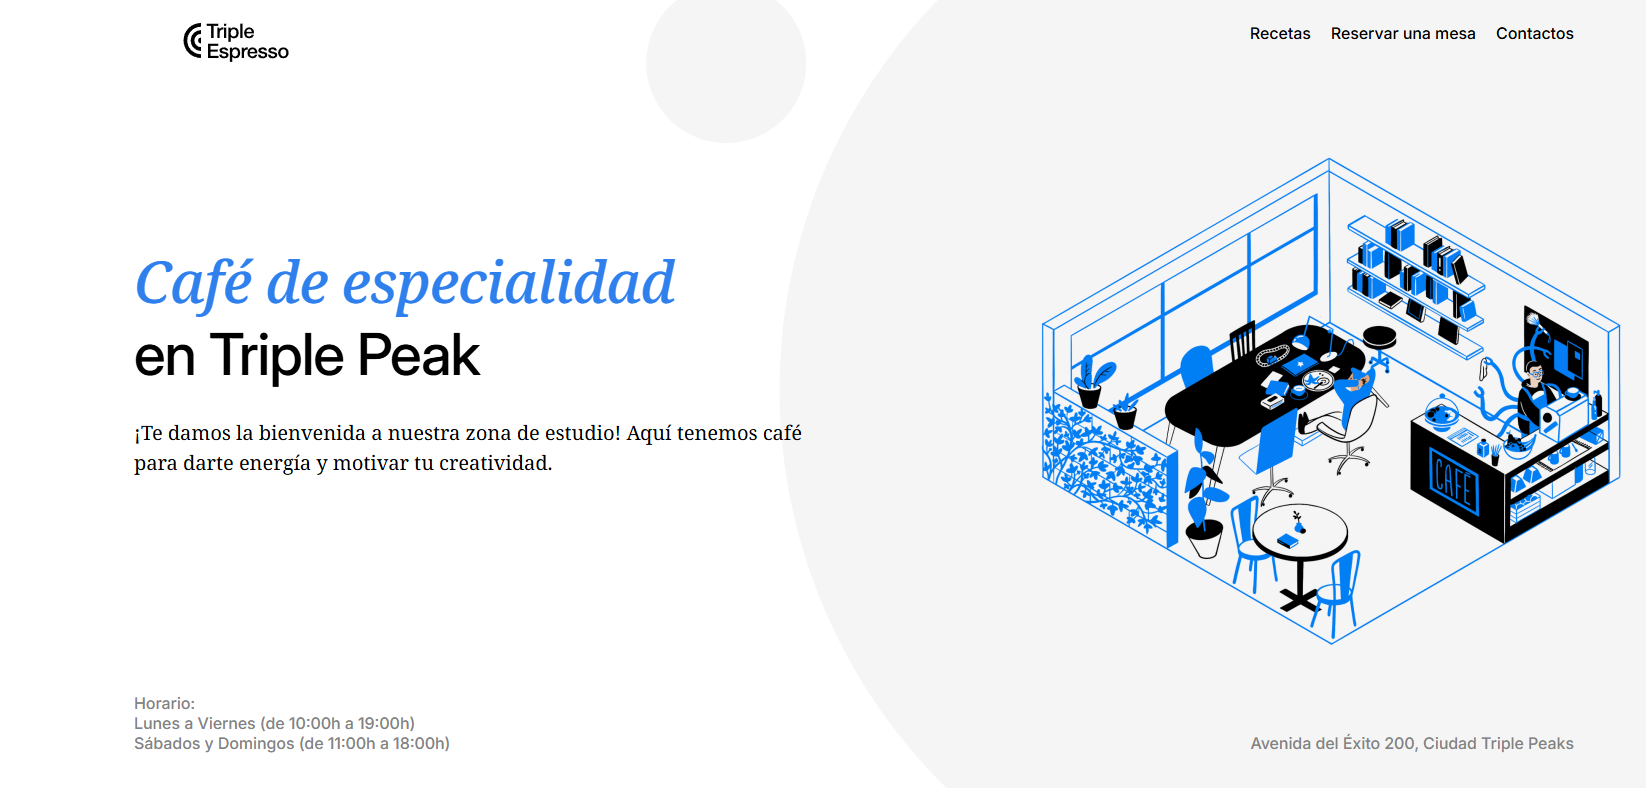 Triple
Espresso
Recetas Reservar una mesa Contactos
Café de especialidad
en Triple Peak
¡Te damos la bienvenida a nuestra zona de estudio! Aquí tenemos café
para darte energía y motivar tu creatividad.
CAFE
Horario:
Lunes a Viernes (de 10:00h a 19:00h)
Sábados y Domingos (de 11:00h a 18:00h)
Avenida del Éxito 200, Ciudad Triple Peaks